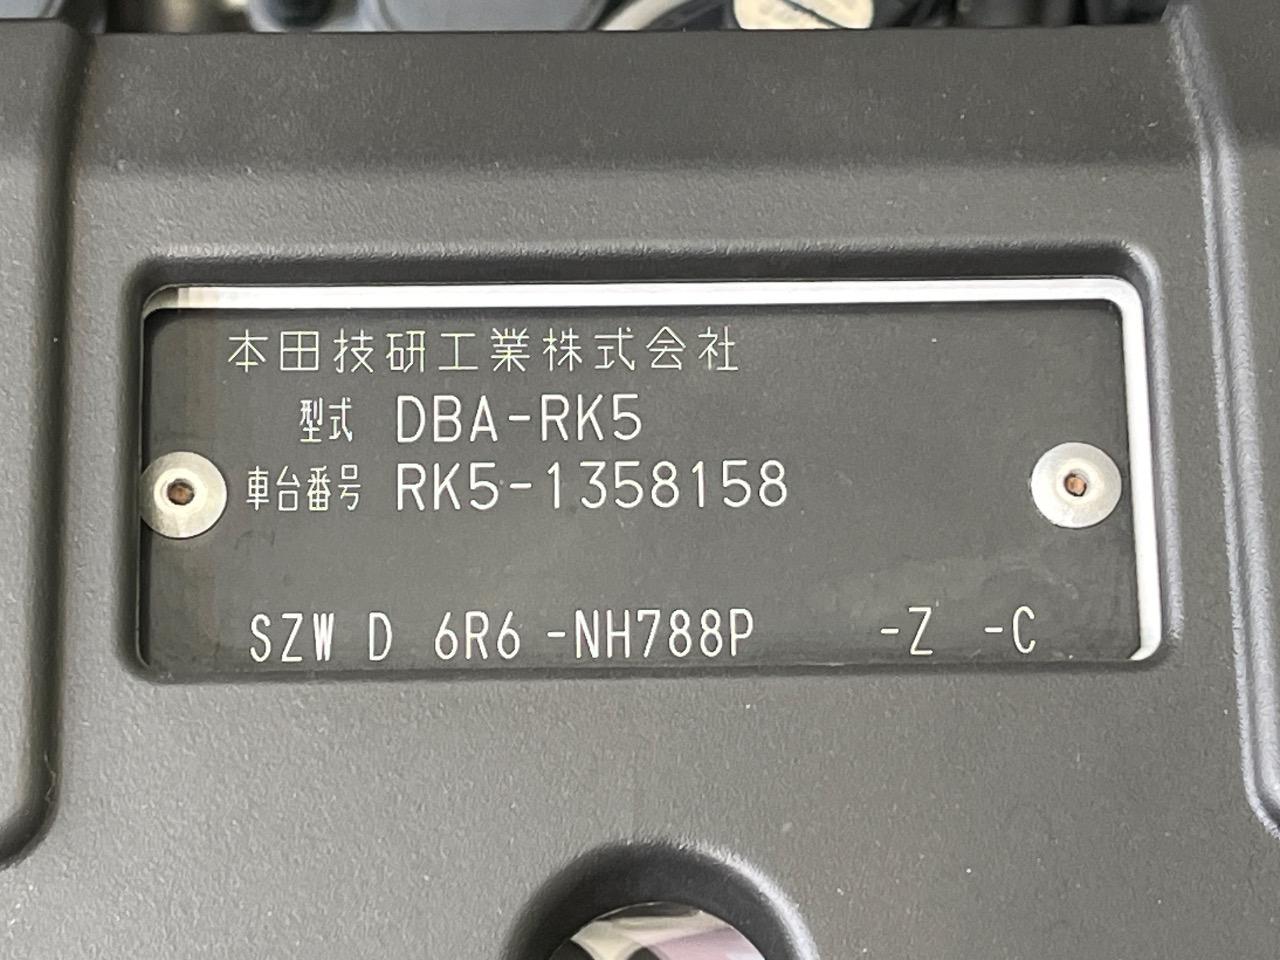 本田技研工業株式会社
型式 DBA-RK5
車台番号 RK5-1358158
SZW D 6R6 -NH788P -Z -C